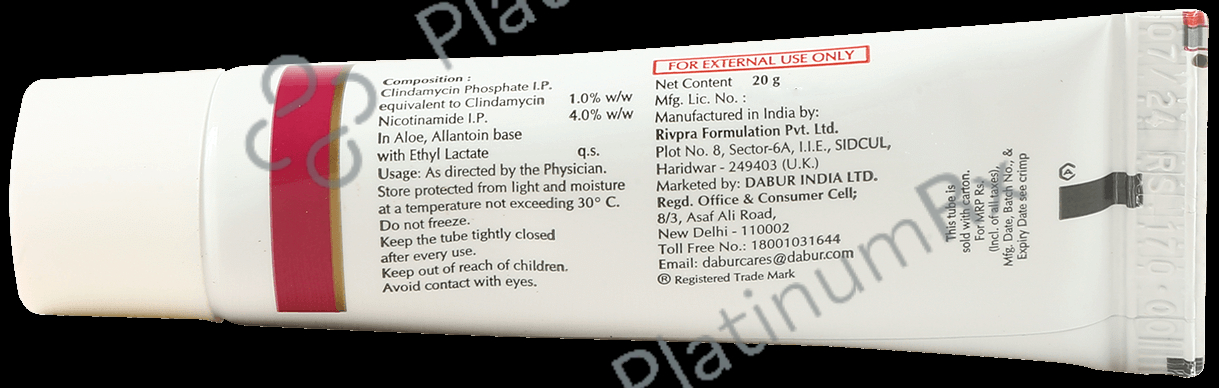 Composition :
Clindamycin Phosphate I.P.
equivalent to Clindamycin 1.0% w/w
Nicotinamide I.P. 4.0% w/w
In Aloe, Allantoin base
with Ethyl Lactate q.s.
Usage: As directed by the Physician.
Store protected from light and moisture
at a temperature not exceeding 30° C.
Do not freeze.
Keep the tube tightly closed
after every use.
Keep out of reach of children.
Avoid contact with eyes.
FOR EXTERNAL USE ONLY
Net Content 20 g
Mfg. Lic. No. :
Manufactured in India by:
Rivpra Formulation Pvt. Ltd.
Plot No. 8, Sector-6A, I.I.E., SIDCUL,
Haridwar - 249403 (U.K.)
Marketed by: DABUR INDIA LTD.
Regd. Office & Consumer Cell;
8/3, Asaf Ali Road,
New Delhi - 110002
Toll Free No.: 18001031644
Email: daburcares@dabur.com
® Registered Trade Mark
This tube is
sold with carton.
For MRP Rs.
(Incl. of all taxes),
Mfg. Date, Batch No., &
Expiry Date see crimp
07/24 RS 170.00
PlatinumRx